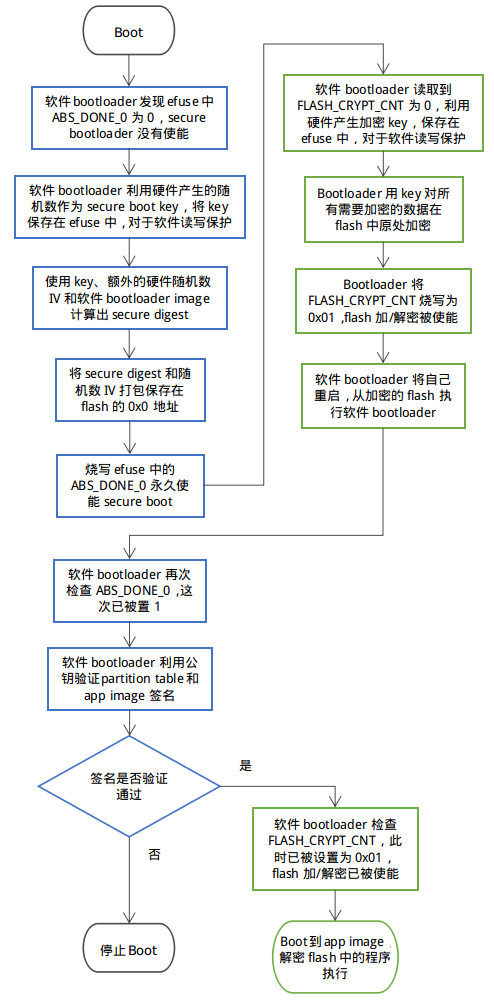 Boot
软件 bootloader 发现 efuse 中
ABS_DONE_0 为 0，secure
bootloader 没有使能
软件 bootloader 利用硬件产生的随
机数作为 secure boot key，将 key
保存在 efuse 中，对于软件读写保护
使用 key、额外的硬件随机数
IV 和软件 bootloader image
计算出 secure digest
将 secure digest 和随
机数 IV 打包保存在
flash 的 0x0 地址
烧写 efuse 中的
ABS_DONE_0 永久使
能 secure boot
软件 bootloader 读取到
FLASH_CRYPT_CNT 为 0，利用
硬件产生加密 key，保存在
efuse 中，对于软件读写保护
Bootloader 用 key 对所
有需要加密的数据在
flash 中原处加密
Bootloader 将
FLASH_CRYPT_CNT 烧写为
0x01，flash 加/解密被使能
软件 bootloader 将自己
重启，从加密的 flash 执
行软件 bootloader
软件 bootloader 再次
检查 ABS_DONE_0，这
次已被置 1
软件 bootloader 利用公
钥验证partition table 和
app image 签名
签名是否验证
通过
是
否
软件 bootloader 检查
FLASH_CRYPT_CNT，此
时已被设置为 0x01，
flash 加/解密已被使能
停止 Boot
Boot 到 app image，
解密 flash 中的程序
执行